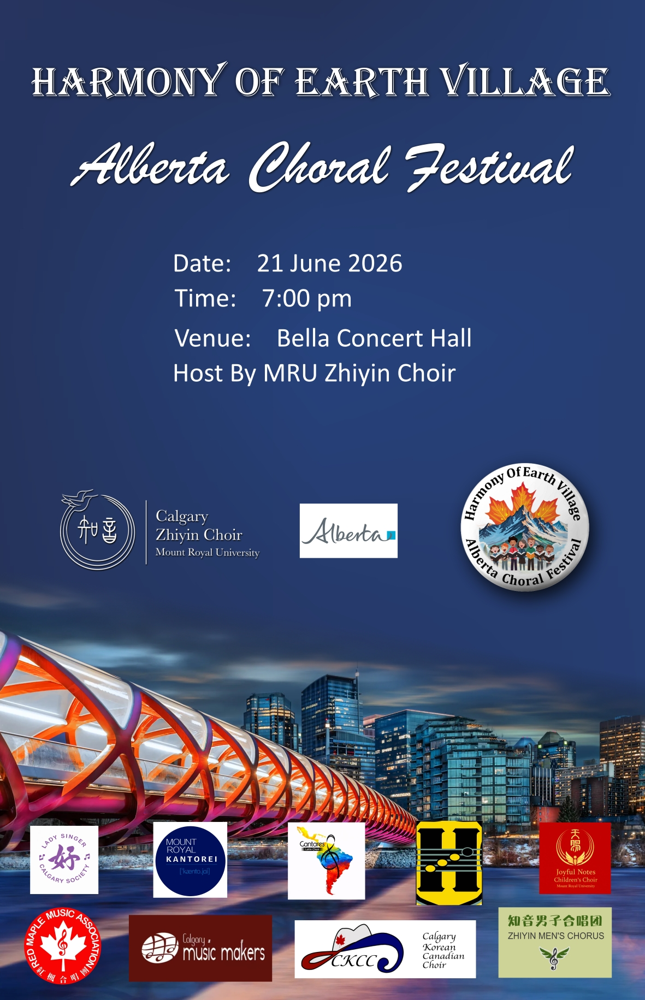 HARMONY OF EARTH VILLAGE
Alberta Choral Festival
Date: 21 June 2026
Time: 7:00 pm
Venue: Bella Concert Hall
Host By MRU Zhiyin Choir
知音
Calgary
Zhiyin Choir
Mount Royal University
Alberta
Harmony Of Earth Village
Alberta Choral Festival
LADY SINGER
好
CALGARY SOCIETY
MOUNT
ROYAL
KANTOREI
['kænto.jai]
Cantares
Latin Choir
H
天賜
Joyful Notes
Children's Choir
Mount Royal University
RED MAPLE MUSIC ASSOCIATION
紅楓合唱團
Calgary
music makers
CKCC
Calgary
Korean
Canadian
Choir
知音男子合唱团
ZHIYIN MEN'S CHORUS